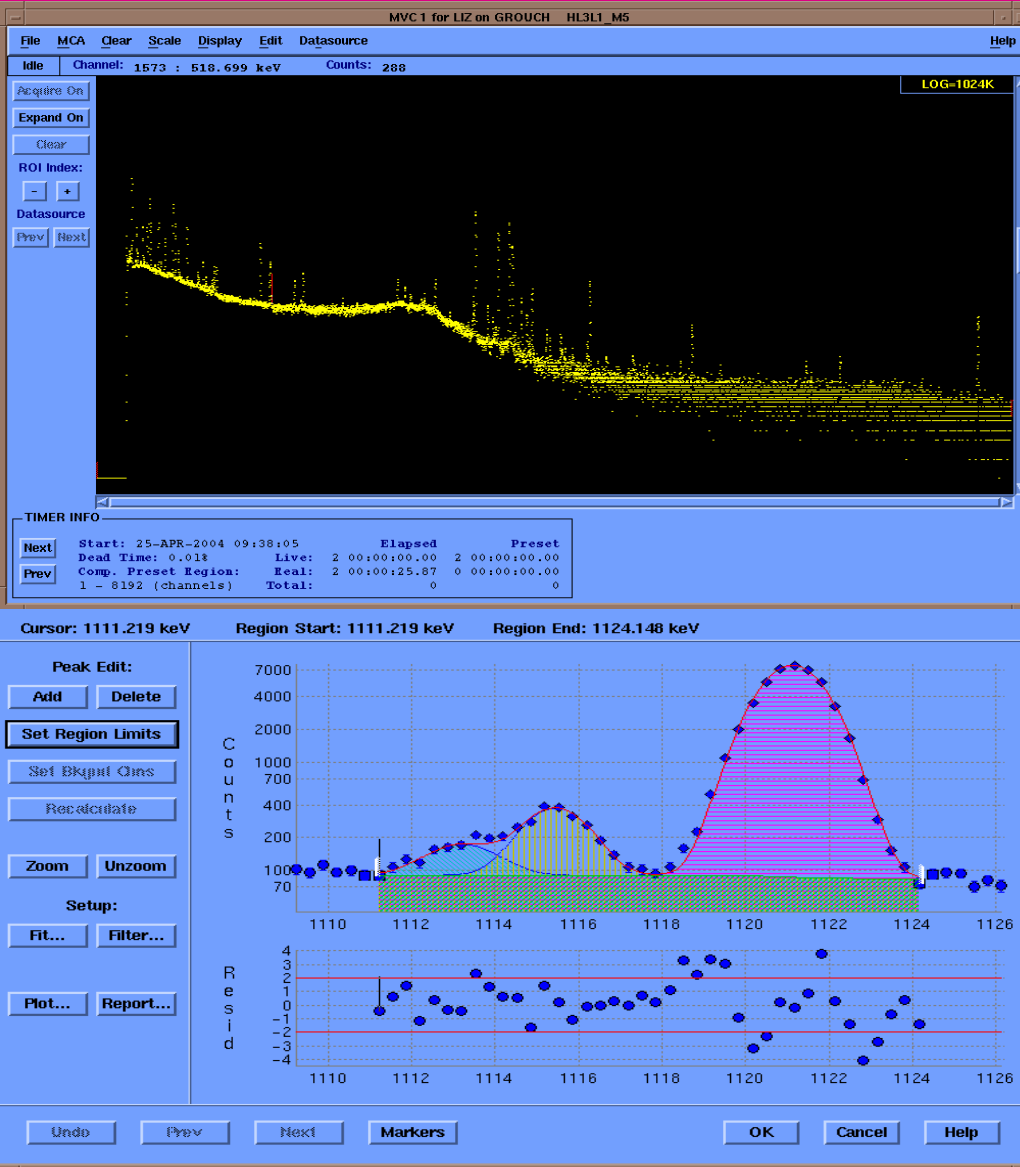 MVC 1 for LIZ on GROUCH HL3L1_M5
File MCA Clear Scale Display Edit Datasource Help
Idle Channel: 1573 : 518.699 keV Counts: 288
LOG=1024K
Acquire On
Expand On
Clear
ROI Index:
- +
Datasource
Prev Next
TIMER INFO
Next
Prev
Start: 25-APR-2004 09:38:05 Elapsed Preset
Dead Time: 0.01% Live: 2 00:00:00.00 2 00:00:00.00
Comp. Preset Region: Real: 2 00:00:25.87 0 00:00:00.00
1 - 8192 (channels) Total: 0 0
Cursor: 1111.219 keV Region Start: 1111.219 keV Region End: 1124.148 keV
Peak Edit:
Add Delete
Set Region Limits
Set Bkgnd Chns
Recalculate
Zoom Unzoom
Setup:
Fit... Filter...
Plot... Report...
Counts
7000
4000
2000
1000
700
400
200
100
70
1110 1112 1114 1116 1118 1120 1122 1124 1126
Resid
4
3
2
1
0
-1
-2
-3
-4
1110 1112 1114 1116 1118 1120 1122 1124 1126
Undo Prev Next Markers OK Cancel Help